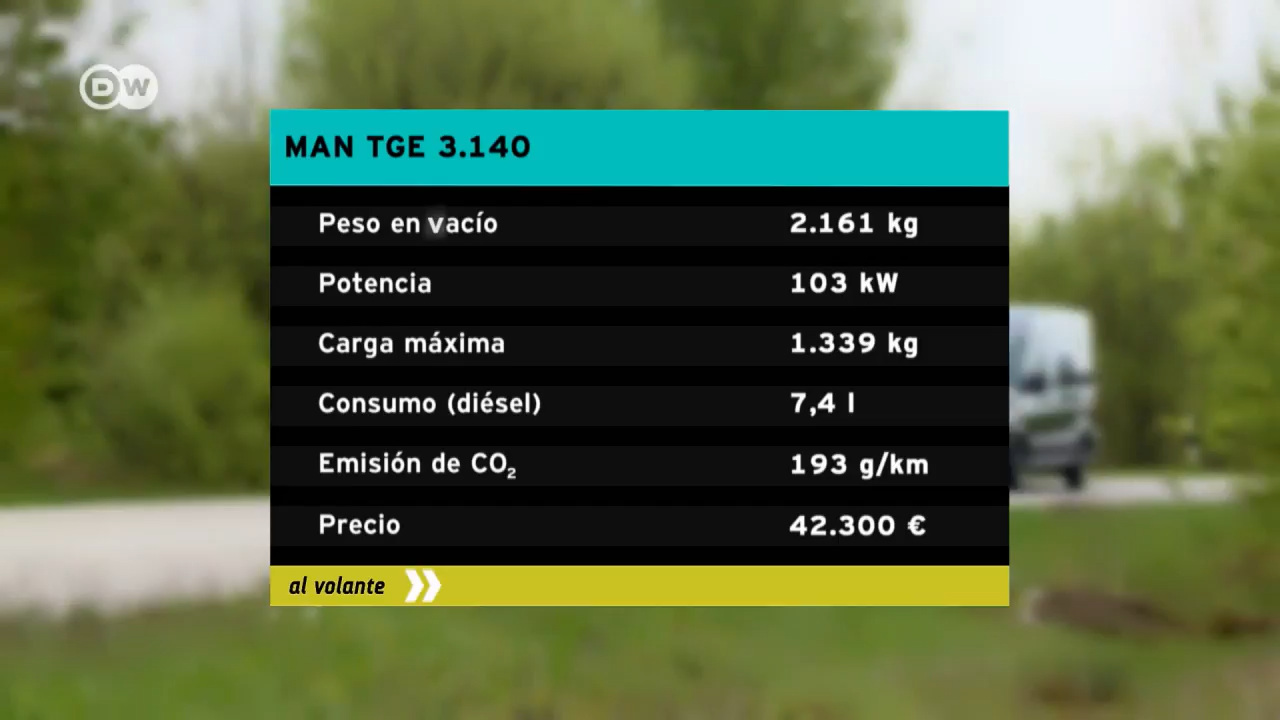 DW
MAN TGE 3.140
Peso en vacío 2.161 kg
Potencia 103 kW
Carga máxima 1.339 kg
Consumo (diésel) 7,4 l
Emisión de CO₂ 193 g/km
Precio 42.300 €
al volante